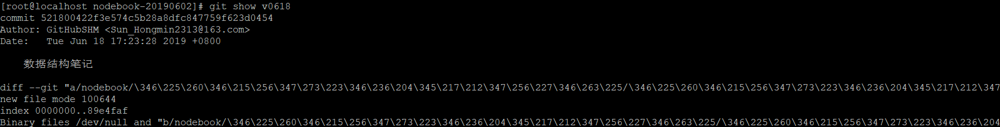 [root@localhost nodebook-20190602]# git show v0618
commit 521800422f3e574c5b28a8dfc847759f623d0454
Author: GitHubSHM <Sun_Hongmin2313@163.com>
Date:   Tue Jun 18 17:23:28 2019 +0800
数据结构笔记
diff --git "a/nodebook/\346\225\260\346\215\256\347\273\223\346\236\204\345\217\212\347\256\227\346\263\225/\346\225\260\346\215\256\347\273\223\346\236\204\345\217\212\347
new file mode 100644
index 0000000..89e4faf
Binary files /dev/null and "b/nodebook/\346\225\260\346\215\256\347\273\223\346\236\204\345\217\212\347\256\227\346\263\225/\346\225\260\346\215\256\347\273\223\346\236\204